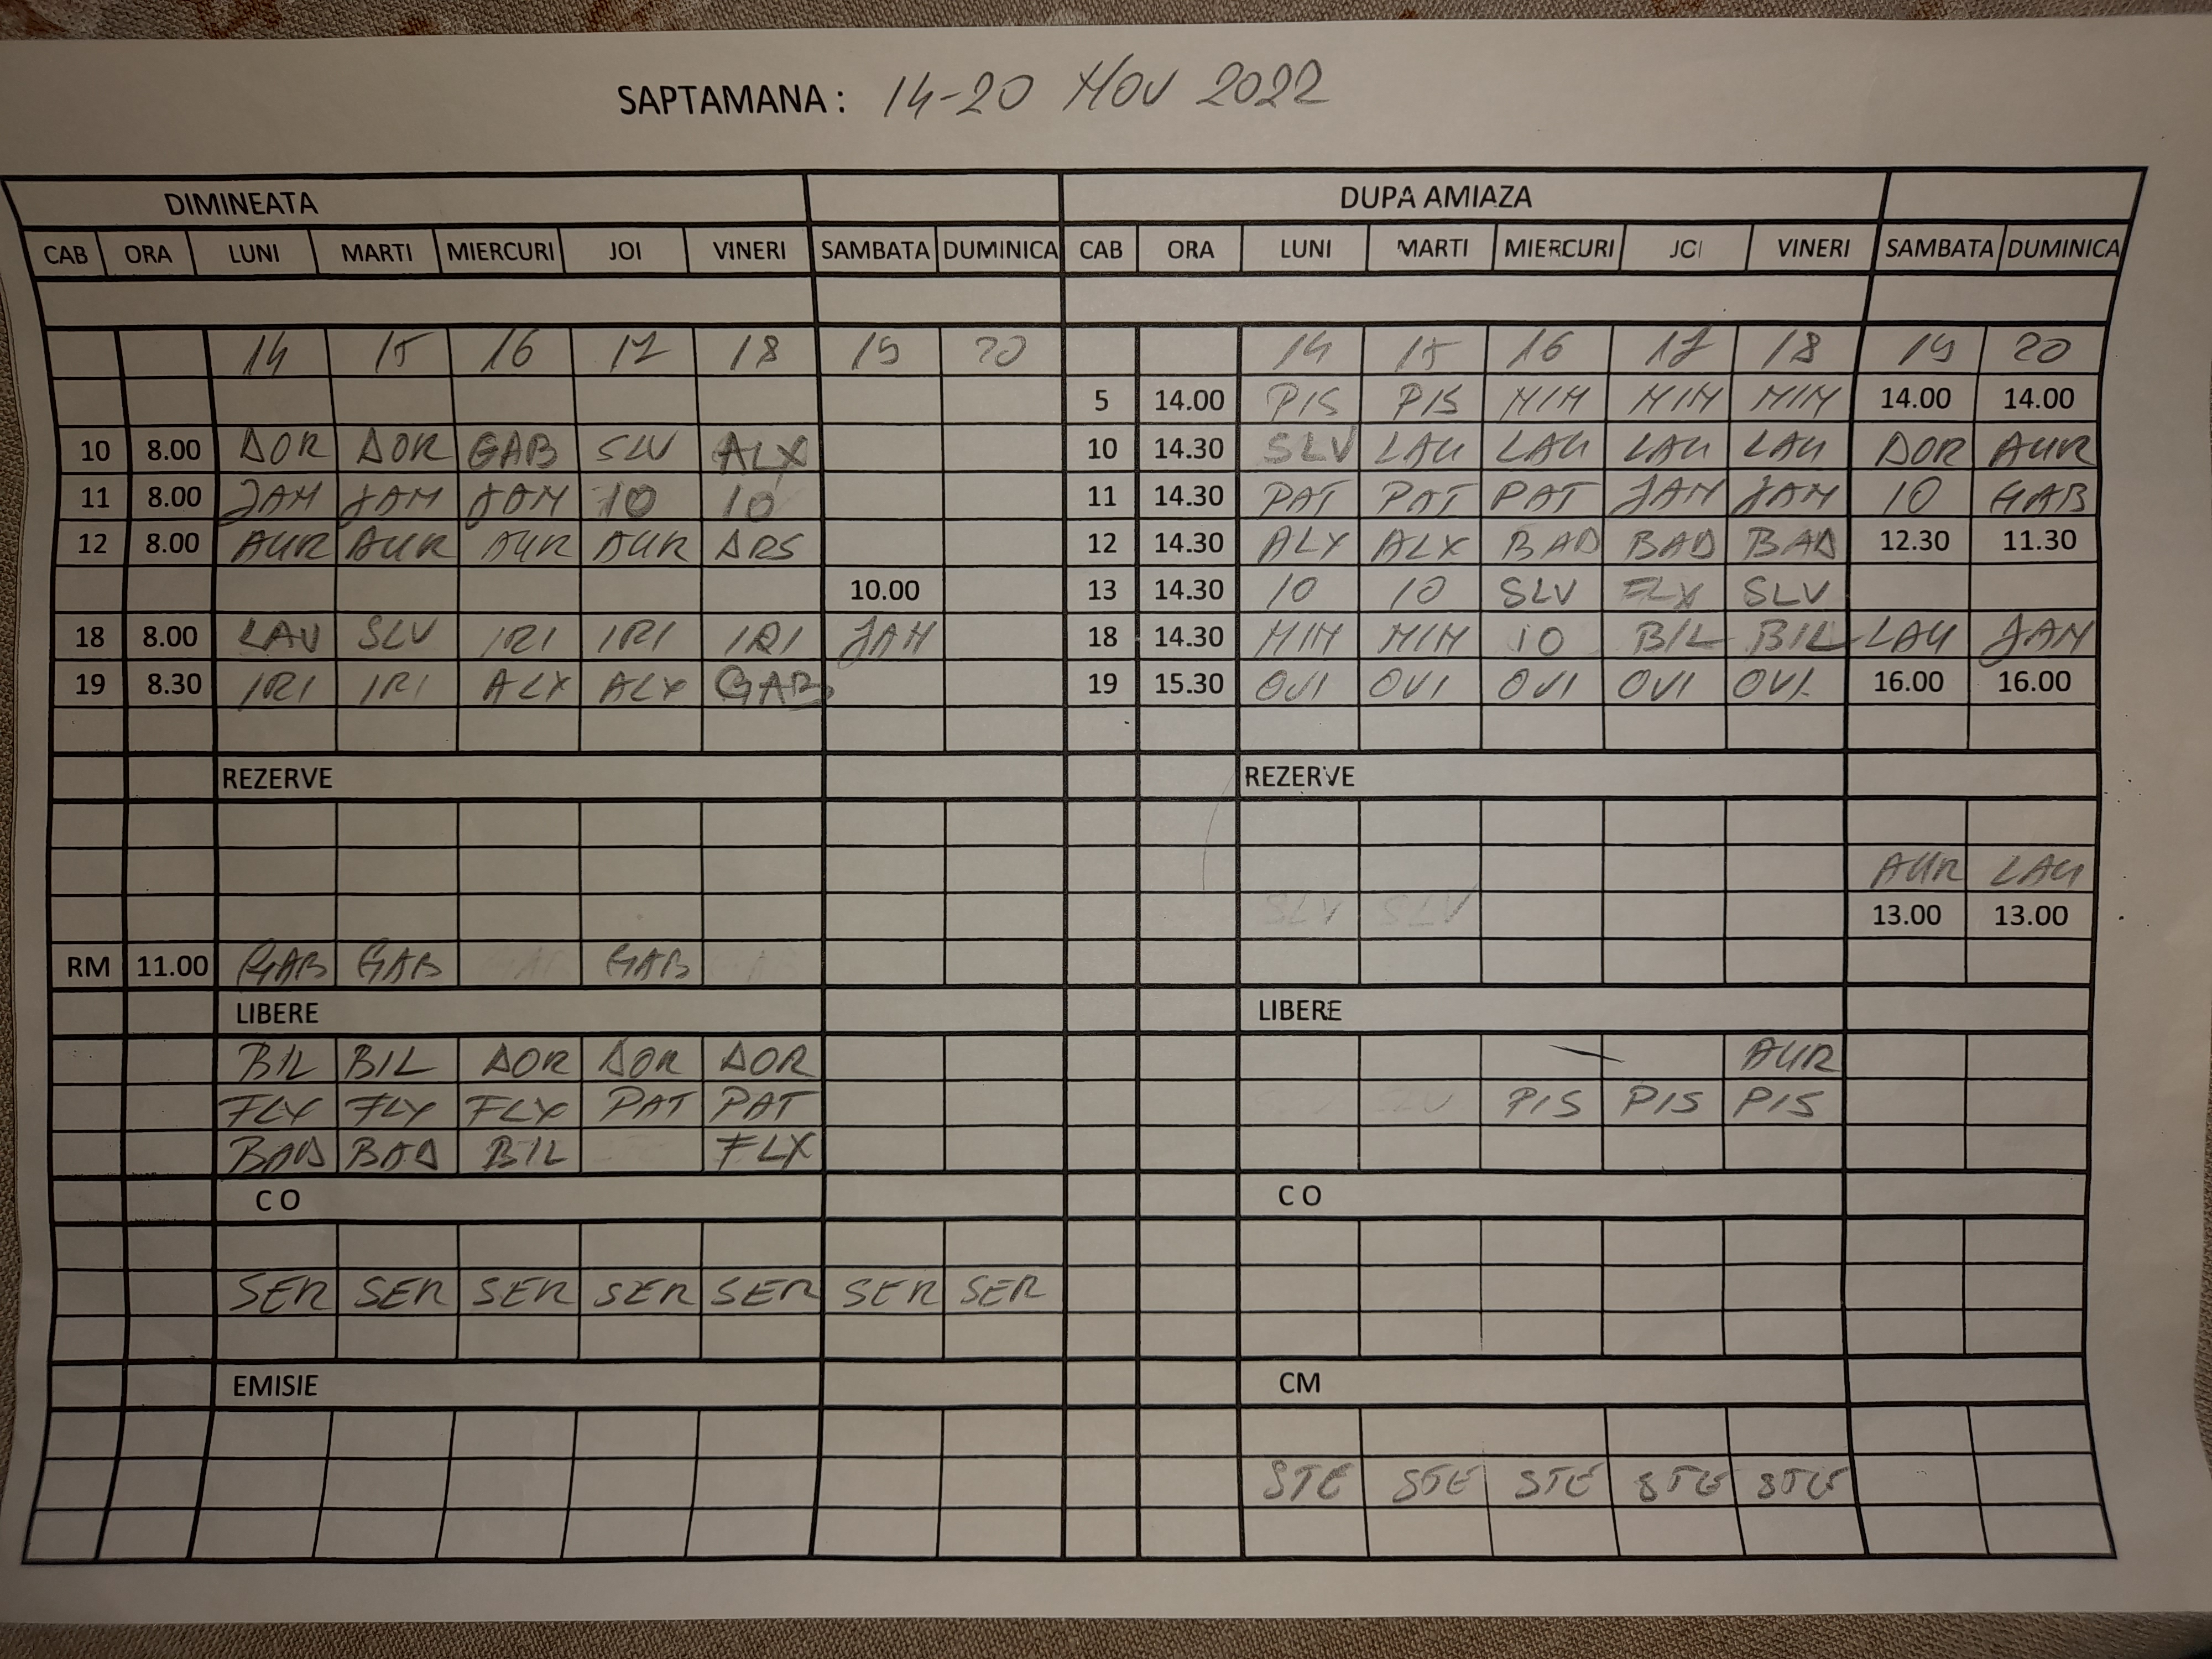 SAPTAMANA : 14-20 NOV 2022
DIMINEATA DUPA AMIAZA
CAB ORA LUNI MARTI MIERCURI JOI VINERI SAMBATA DUMINICA CAB ORA LUNI MARTI MIERCURI JOI VINERI SAMBATA DUMINICA
14 15 16 17 18 19 20 14 15 16 17 18 19 20
5 14.00 PIS PIS MIM MIM MIM 14.00 14.00
10 8.00 DOR DOR GAB SLV ALX 10 14.30 SLV LAU LAU LAU LAU DOR AUR
11 8.00 JAN JAN JAN IO IO 11 14.30 PAT PAT PAT JAN JAN IO GAB
12 8.00 AUR AUR AUR AUR DRS 12 14.30 ALX ALX BAD BAD BAD 12.30 11.30
10.00 13 14.30 IO IO SLV FLX SLV
18 8.00 LAU SLV IRI IRI IRI JAN 18 14.30 MIM MIM IO BIL BIL LAU JAN
19 8.30 IRI IRI ALX ALX GAB 19 15.30 OVI OVI OVI OVI OVI 16.00 16.00
REZERVE REZERVE
AUR LAU
SLV SLV 13.00 13.00
RM 11.00 GAB GAB GAB
LIBERE LIBERE
BIL BIL DOR DOR DOR AUR
FLX FLX FLX PAT PAT PIS PIS PIS
BAD BAD BIL FLX
C O C O
SER SER SER SER SER SER SER
EMISIE CM
STE STE STE STE STE